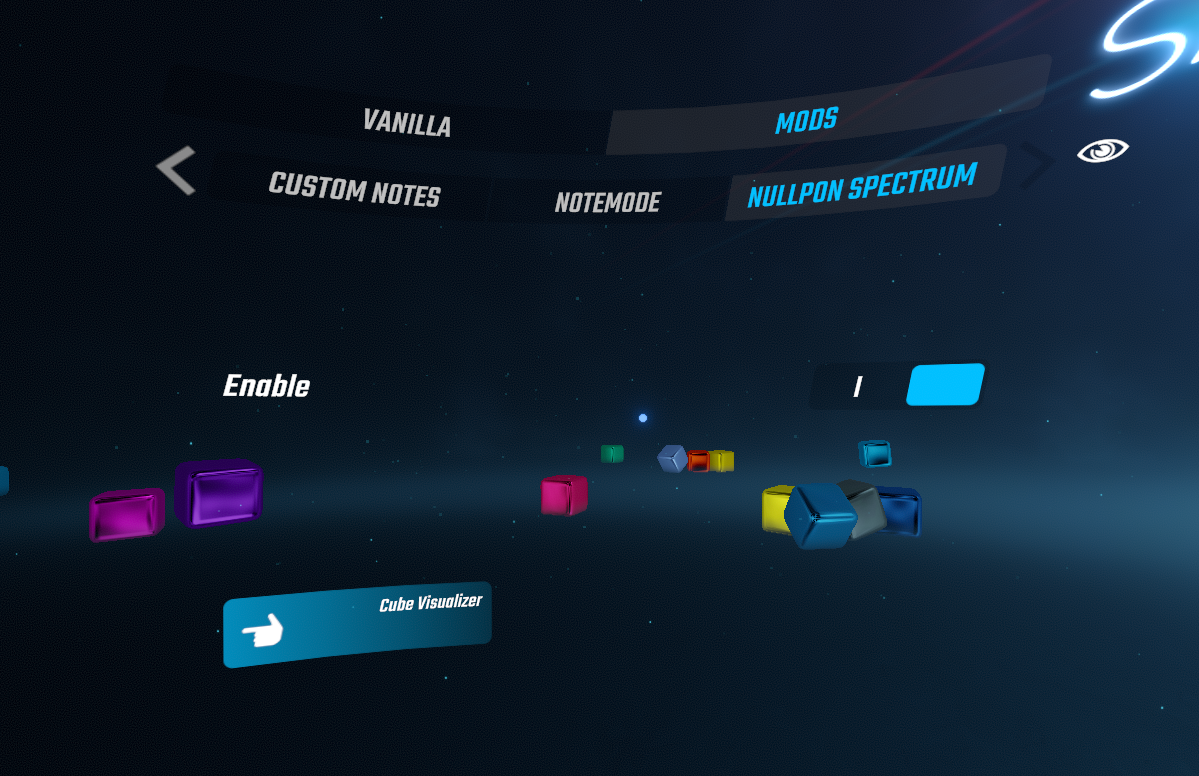 VANILLA
MODS
CUSTOM NOTES
NOTEMODE
NULLPON SPECTRUM
Enable
I
Cube Visualizer